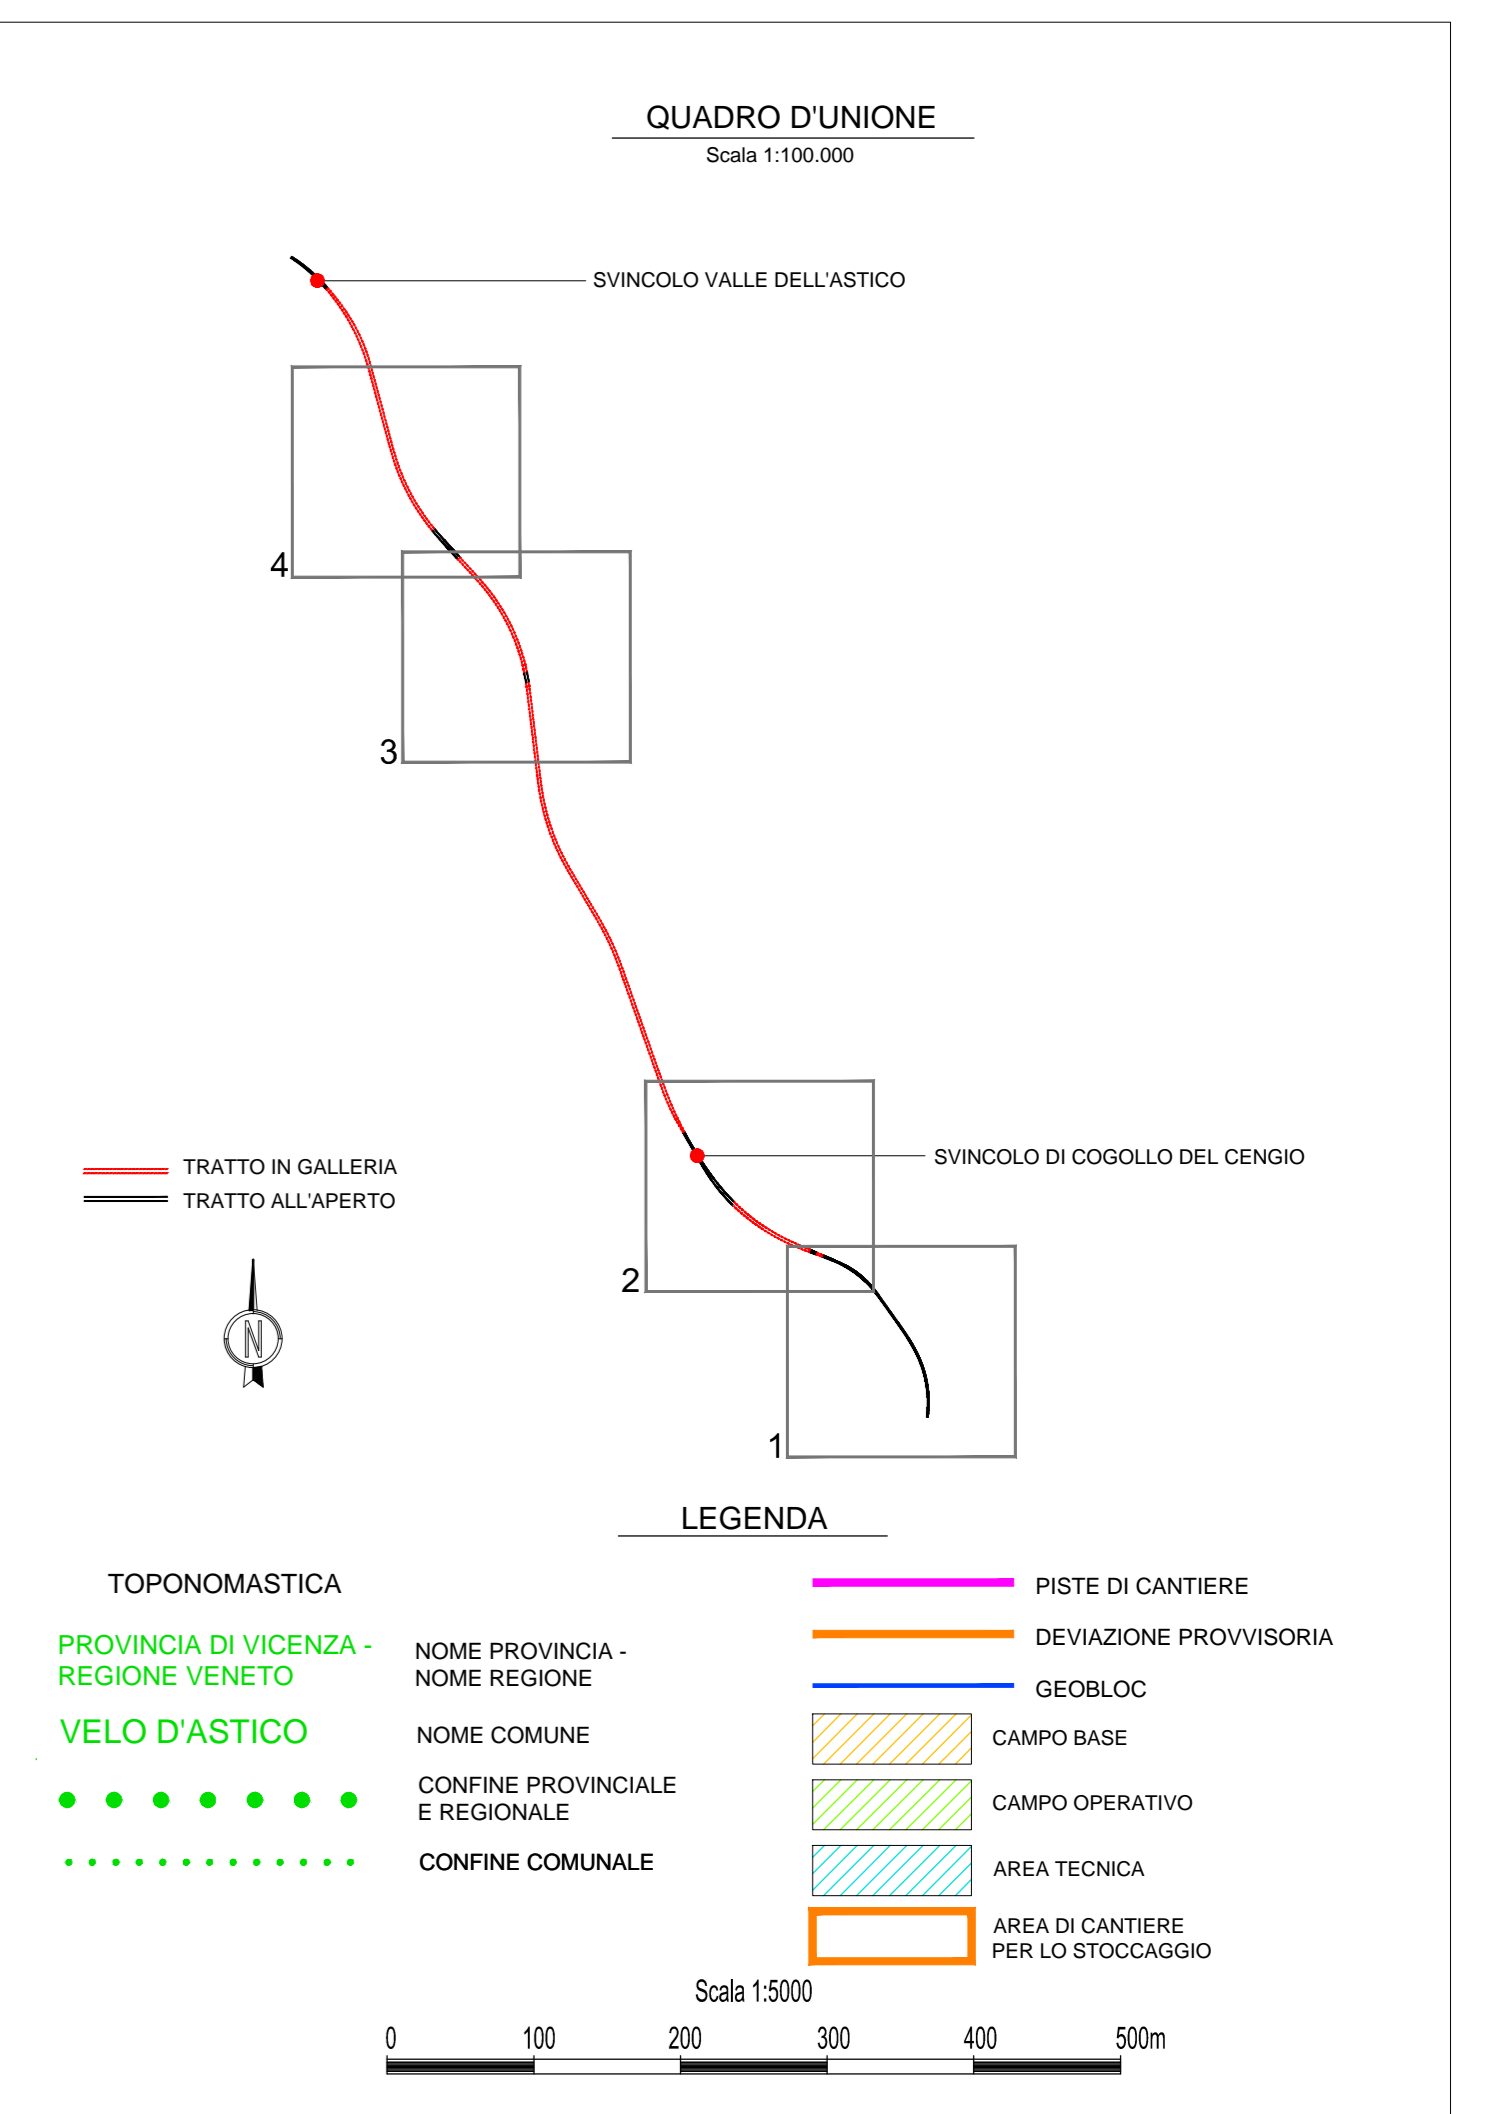 QUADRO D'UNIONE
Scala 1:100.000
SVINCOLO VALLE DELL'ASTICO
4
3
TRATTO IN GALLERIA
TRATTO ALL'APERTO
SVINCOLO DI COGOLLO DEL CENGIO
2
N
1
LEGENDA
TOPONOMASTICA
PROVINCIA DI VICENZA -
REGIONE VENETO
NOME PROVINCIA -
NOME REGIONE
VELO D'ASTICO
NOME COMUNE
CONFINE PROVINCIALE
E REGIONALE
CONFINE COMUNALE
PISTE DI CANTIERE
DEVIAZIONE PROVVISORIA
GEOBLOC
CAMPO BASE
CAMPO OPERATIVO
AREA TECNICA
AREA DI CANTIERE
PER LO STOCCAGGIO
Scala 1:5000
0 100 200 300 400 500m